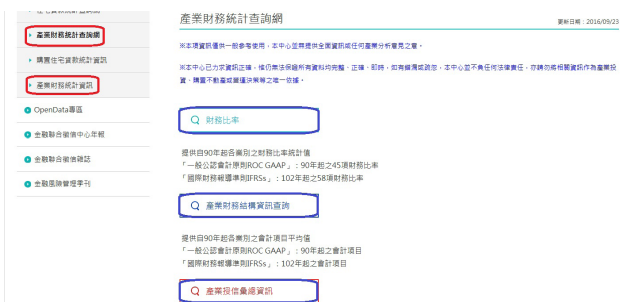 產業財務統計查詢網
購置住宅貸款統計資訊
產業財務統計資訊
OpenData專區
金融聯合徵信中心年報
金融聯合徵信雜誌
金融風險管理季刊
產業財務統計查詢網
更新日期：2016/09/23
※本項資訊僅供一般參考使用，本中心並無提供全面資訊或任何產業分析意見之意。
※本中心已力求資訊正確，惟仍無法保證所有資料均完整、正確、即時，如有錯漏或疏忽，本中心並不負任何法律責任，亦請勿將相關資訊作為產業投
資、購置不動產或營運決策等之唯一依據。
財務比率
提供自90年起各業別之財務比率統計值
「一般公認會計原則ROC GAAP」：90年起之45項財務比率
「國際財務報導準則IFRSs」：102年起之58項財務比率
產業財務結構資訊查詢
提供自90年起各業別之會計項目平均值
「一般公認會計原則ROC GAAP」：90年起之會計項目
「國際財務報導準則IFRSs」：102年起之會計項目
產業授信彙總資訊